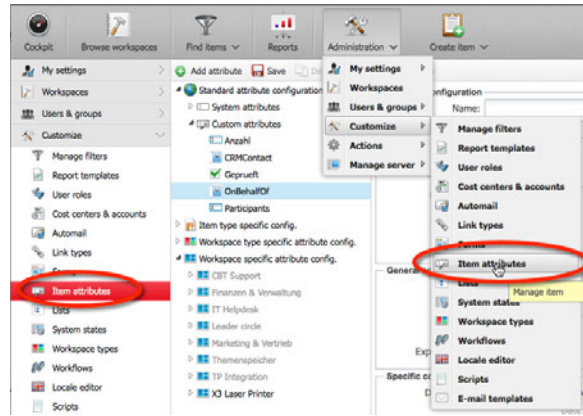 Cockpit
Browse workspaces
Find items
Reports
Administration
Create item
My settings
Workspaces
Users & groups
Customize
Manage filters
Report templates
User roles
Cost centers & accounts
Automail
Link types
Forms
Item attributes
Lists
System states
Workspace types
Workflows
Locale editor
Scripts
Add attribute
Save
Standard attribute configuration
System attributes
Custom attributes
Anzahl
CRMContact
Geprueft
OnBehalfOf
Participants
Item type specific config.
Workspace type specific attribute config.
Workspace specific attribute config.
CBT Support
Finanzen & Verwaltung
IT Helpdesk
Leader circle
Marketing & Vertrieb
Themenspeicher
TP Integration
X3 Laser Printer
My settings
Workspaces
Users & groups
Customize
Actions
Manage server
Name:
Manage filters
Report templates
User roles
Cost centers & accounts
Automail
Link types
Forms
Item attributes
Lists
Manage item
System states
Workspace types
Workflows
Locale editor
Scripts
E-mail templates